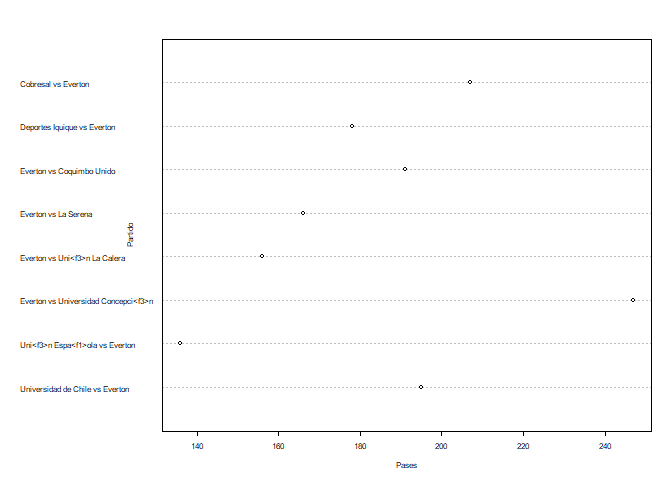 Cobresal vs Everton
Deportes Iquique vs Everton
Everton vs Coquimbo Unido
Everton vs La Serena
Partido
Everton vs Uni<f3>n La Calera
Everton vs Universidad Concepci<f3>n
Uni<f3>n Espa<f1>ola vs Everton
Universidad de Chile vs Everton
140 160 180 200 220 240
Pases